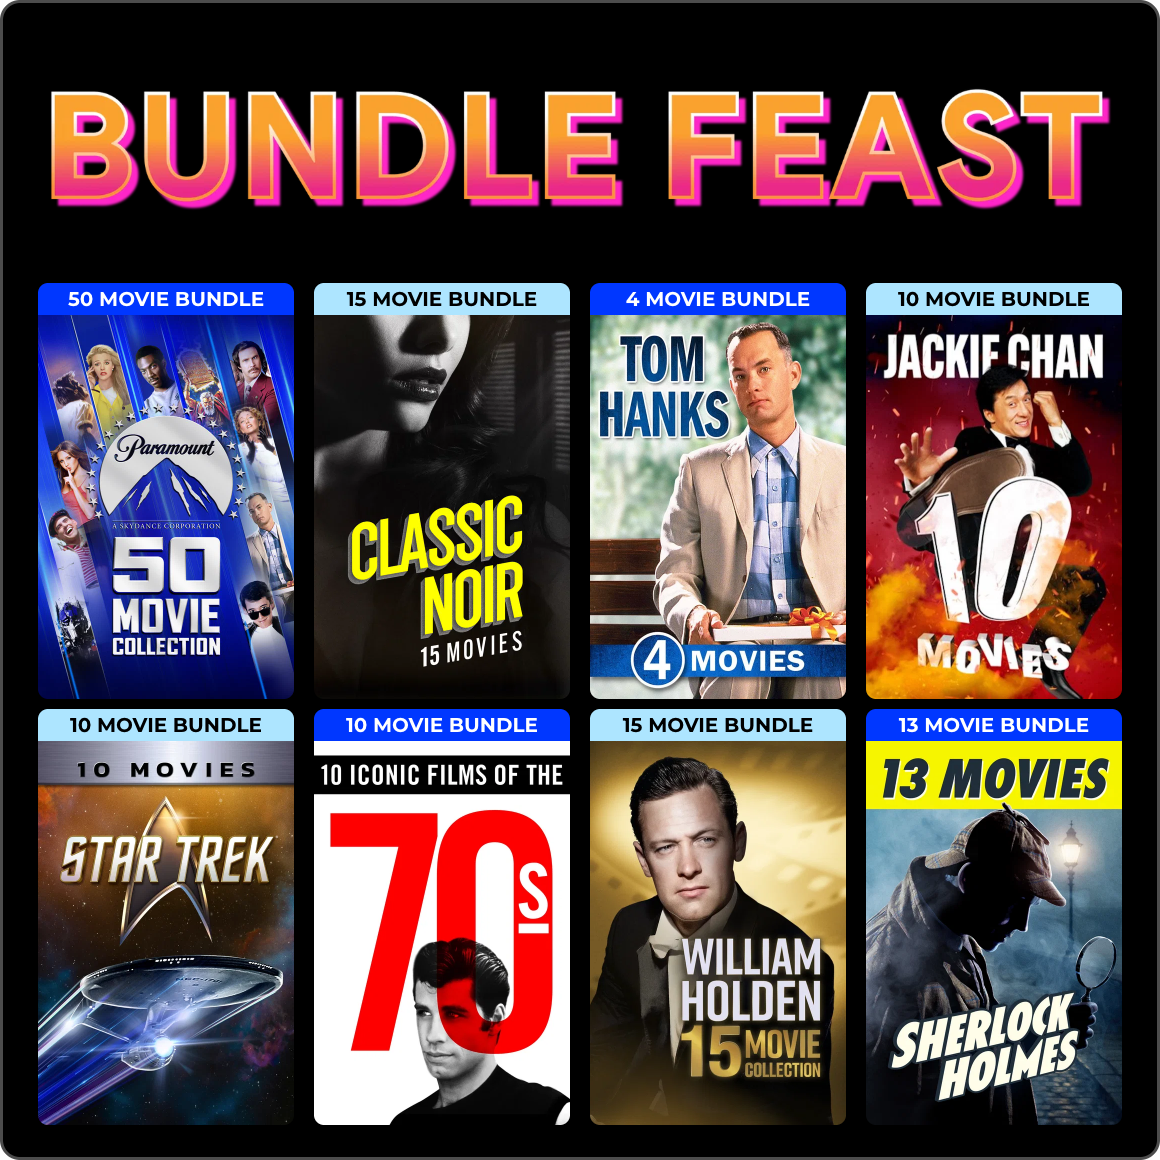 BUNDLE FEAST
50 MOVIE BUNDLE
Paramount
A SKYDANCE CORPORATION
50
MOVIE
COLLECTION
15 MOVIE BUNDLE
CLASSIC
NOIR
15 MOVIES
4 MOVIE BUNDLE
TOM
HANKS
4 MOVIES
10 MOVIE BUNDLE
JACKIE CHAN
10
MOVIES
10 MOVIE BUNDLE
10 MOVIES
STAR TREK
10 MOVIE BUNDLE
10 ICONIC FILMS OF THE
70s
15 MOVIE BUNDLE
WILLIAM
HOLDEN
15 MOVIE
COLLECTION
13 MOVIE BUNDLE
13 MOVIES
SHERLOCK
HOLMES